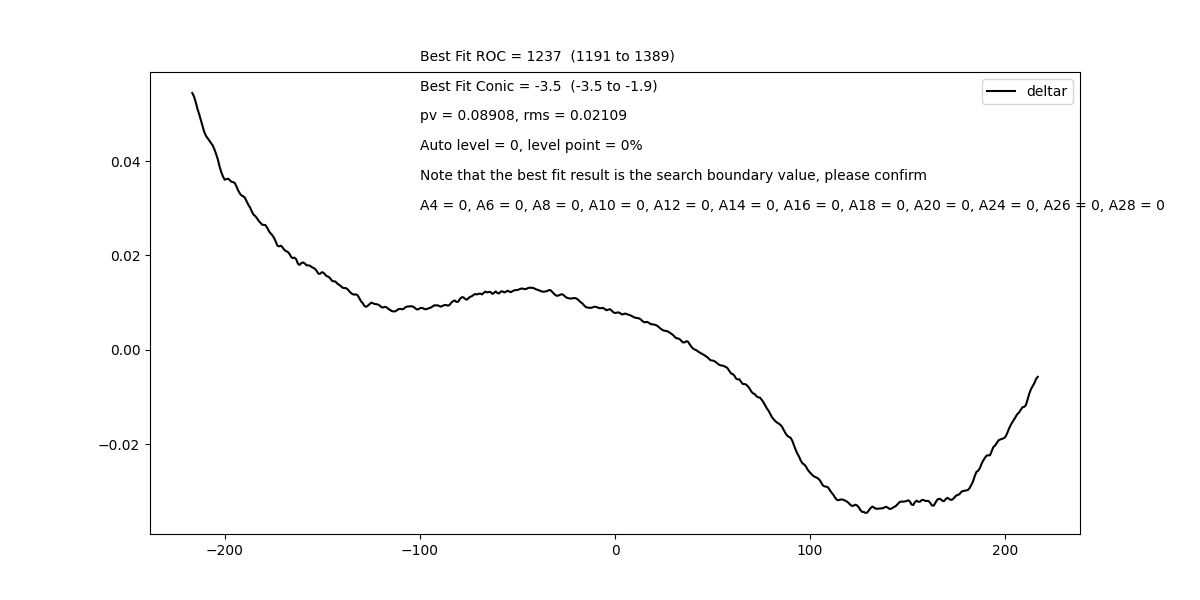 Best Fit ROC = 1237  (1191 to 1389)
Best Fit Conic = -3.5  (-3.5 to -1.9)
deltar
pv = 0.08908, rms = 0.02109
Auto level = 0, level point = 0%
Note that the best fit result is the search boundary value, please confirm
A4 = 0, A6 = 0, A8 = 0, A10 = 0, A12 = 0, A14 = 0, A16 = 0, A18 = 0, A20 = 0, A24 = 0, A26 = 0, A28 = 0
0.04
0.02
0.00
−0.02
−200 −100 0 100 200